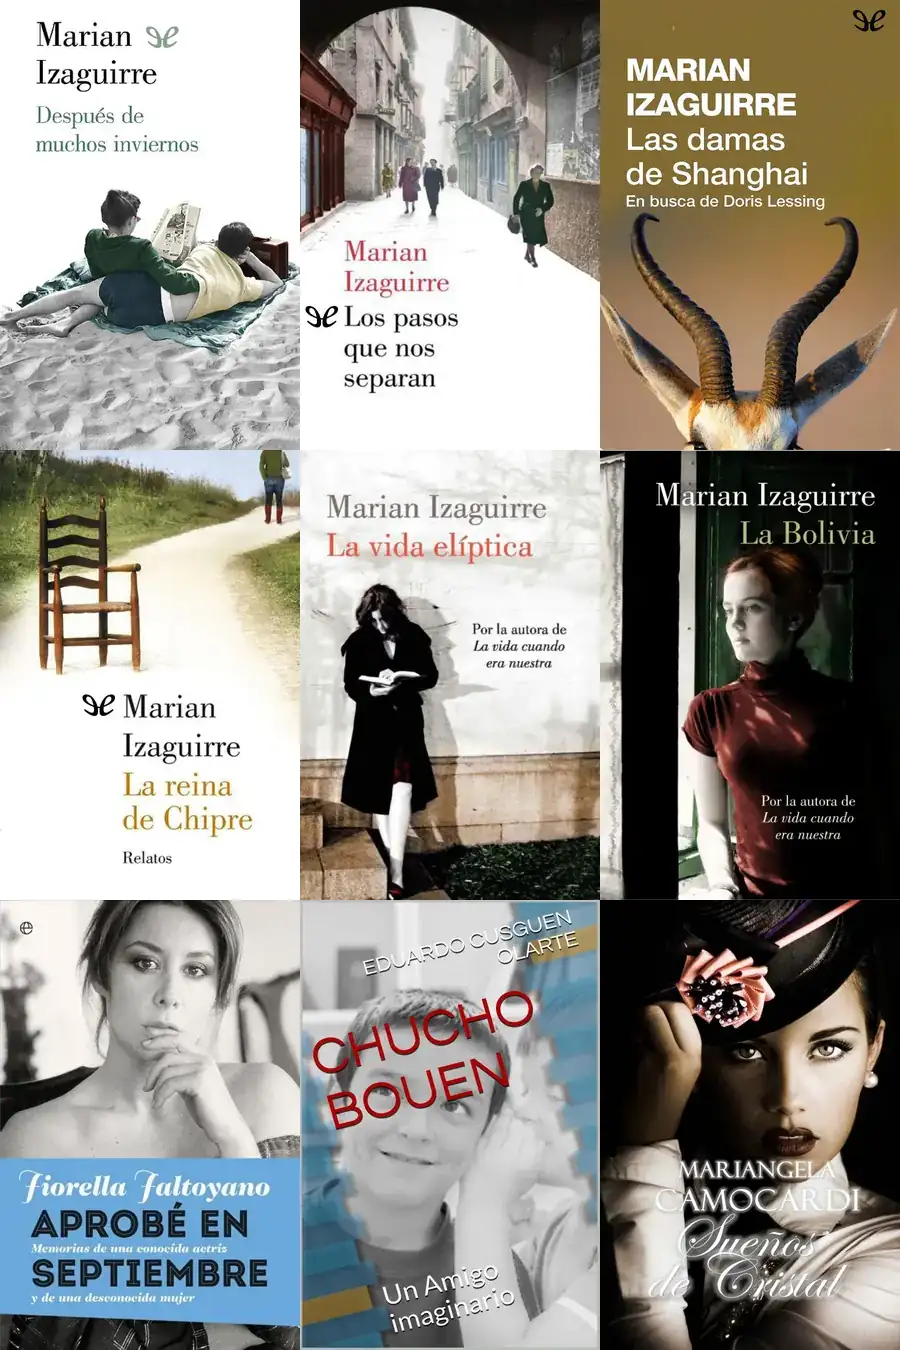 Marian
Izaguirre
Después de
muchos inviernos
Marian
Izaguirre
Los pasos
que nos
separan
MARIAN
IZAGUIRRE
Las damas
de Shanghai
En busca de Doris Lessing
Marian
Izaguirre
La reina
de Chipre
Relatos
Marian Izaguirre
La vida elíptica
Por la autora de
La vida cuando
era nuestra
Marian Izaguirre
La Bolivia
Por la autora de
La vida cuando
era nuestra
Fiorella Faltoyano
APROBÉ EN
Memorias de una conocida actriz
SEPTIEMBRE
y de una desconocida mujer
EDUARDO CUSGUEN
OLARTE
CHUCHO
BOUEN
Un Amigo
imaginario
MARIANGELA
CAMOCARDI
Sueños
de Cristal